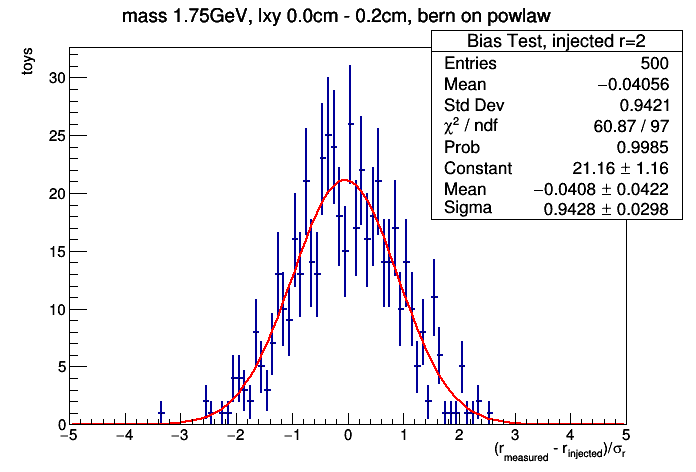 mass 1.75GeV, lxy 0.0cm - 0.2cm, bern on powlaw
Bias Test, injected r=2
Entries 500
Mean −0.04056
Std Dev 0.9421
χ² / ndf 60.87 / 97
Prob 0.9985
Constant 21.16 ± 1.16
Mean −0.0408 ± 0.0422
Sigma 0.9428 ± 0.0298
toys
30
25
20
15
10
5
0
−5 −4 −3 −2 −1 0 1 2 3 4 5
(r_measured - r_injected)/σ_r